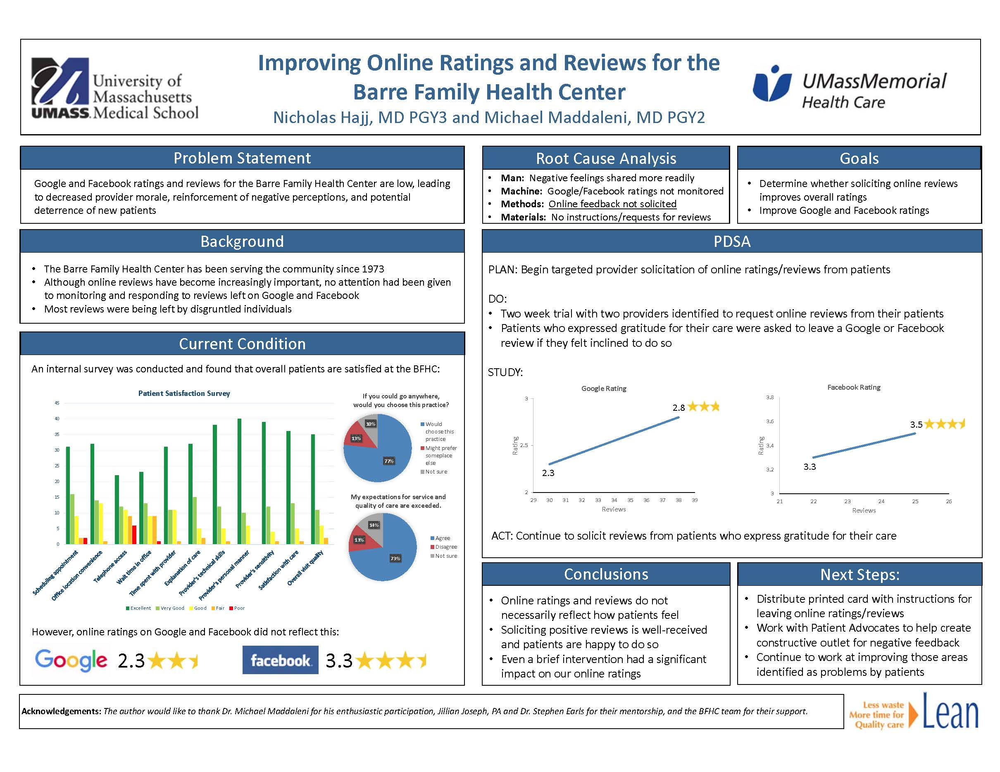 UMASS.
University of
Massachusetts
Medical School
Improving Online Ratings and Reviews for the
Barre Family Health Center
Nicholas Hajj, MD PGY3 and Michael Maddaleni, MD PGY2
UMassMemorial
Health Care
Problem Statement
Google and Facebook ratings and reviews for the Barre Family Health Center are low, leading
to decreased provider morale, reinforcement of negative perceptions, and potential
deterrence of new patients
Background
• The Barre Family Health Center has been serving the community since 1973
• Although online reviews have become increasingly important, no attention had been given
to monitoring and responding to reviews left on Google and Facebook
• Most reviews were being left by disgruntled individuals
Current Condition
An internal survey was conducted and found that overall patients are satisfied at the BFHC:
Patient Satisfaction Survey
45
40
35
30
25
20
15
10
5
0
Scheduling appointment
Office location convenience
Telephone access
Wait time in office
Time spent with provider
Explanation of care
Provider's technical skills
Provider's personal manner
Provider's sensitivity
Satisfaction with care
Overall visit quality
Excellent Very Good Good Fair Poor
If you could go anywhere,
would you choose this practice?
10%
13%
77%
Would
choose this
practice
Might prefer
someplace
else
Not sure
My expectations for service and
quality of care are exceeded.
14%
13%
73%
Agree
Disagree
Not sure
However, online ratings on Google and Facebook did not reflect this:
Google 2.3
facebook 3.3
Root Cause Analysis
• Man: Negative feelings shared more readily
• Machine: Google/Facebook ratings not monitored
• Methods: Online feedback not solicited
• Materials: No instructions/requests for reviews
Goals
• Determine whether soliciting online reviews
improves overall ratings
• Improve Google and Facebook ratings
PDSA
PLAN: Begin targeted provider solicitation of online ratings/reviews from patients
DO:
• Two week trial with two providers identified to request online reviews from their patients
• Patients who expressed gratitude for their care were asked to leave a Google or Facebook
review if they felt inclined to do so
STUDY:
Google Rating
3
2.5
2
Rating
2.3
2.8
29 30 31 32 33 34 35 36 37 38 39
Reviews
Facebook Rating
3.8
3.6
3.4
3.2
3
Rating
3.3
3.5
21 22 23 24 25 26
Reviews
ACT: Continue to solicit reviews from patients who express gratitude for their care
Conclusions
• Online ratings and reviews do not
necessarily reflect how patients feel
• Soliciting positive reviews is well-received
and patients are happy to do so
• Even a brief intervention had a significant
impact on our online ratings
Next Steps:
• Distribute printed card with instructions for
leaving online ratings/reviews
• Work with Patient Advocates to help create
constructive outlet for negative feedback
• Continue to work at improving those areas
identified as problems by patients
Acknowledgements: The author would like to thank Dr. Michael Maddaleni for his enthusiastic participation, Jillian Joseph, PA and Dr. Stephen Earls for their mentorship, and the BFHC team for their support.
Less waste
More time for
Quality care
Lean